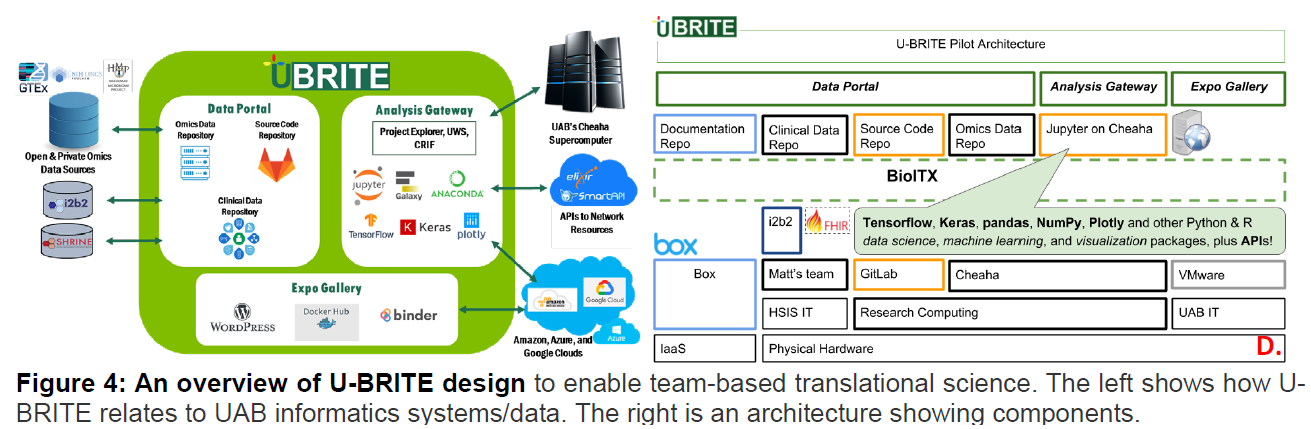 GTEx
HMP
UBRITE
Data Portal
Omics Data
Repository
Source Code
Repository
Clinical Data
Repository
Analysis Gateway
Project Explorer, UWS,
CRIF
jupyter
Galaxy
ANACONDA
TensorFlow
Keras
plotly
Expo Gallery
WORDPRESS
Docker Hub
docker
binder
Open & Private Omics
Data Sources
i2b2
SHRINE
UAB's Cheaha
Supercomputer
elixir
SmartAPI
APIs to Network
Resources
amazon
Google Cloud
Azure
Amazon, Azure, and
Google Clouds
UBRITE
U-BRITE Pilot Architecture
Data Portal
Analysis Gateway
Expo Gallery
Documentation
Repo
Clinical Data
Repo
Source Code
Repo
Omics Data
Repo
Jupyter on Cheaha
BioITX
i2b2
FHIR
Tensorflow, Keras, pandas, NumPy, Plotly and other Python & R
data science, machine learning, and visualization packages, plus APIs!
box
Box
Matt's team
GitLab
Cheaha
VMware
HSIS IT
Research Computing
UAB IT
IaaS
Physical Hardware
D.
Figure 4: An overview of U-BRITE design to enable team-based translational science. The left shows how U-
BRITE relates to UAB informatics systems/data. The right is an architecture showing components.